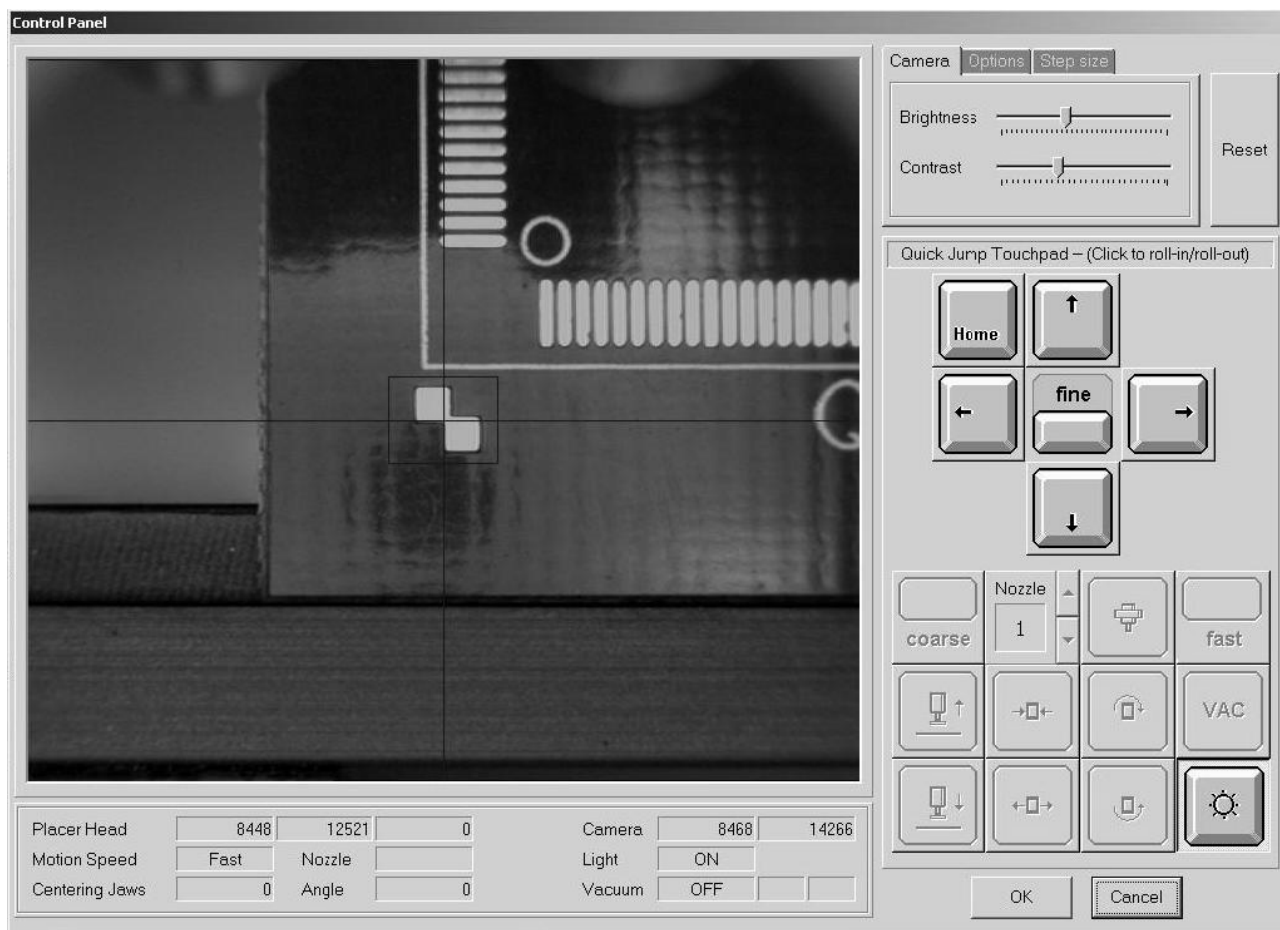 Control Panel
Camera Options Step size
Brightness
Contrast
Reset
Quick Jump Touchpad – (Click to roll-in/roll-out)
Home ↑
← fine →
↓
Nozzle
coarse 1 fast
VAC
Placer Head 8448 12521 0 Camera 8468 14266
Motion Speed Fast Nozzle Light ON
Centering Jaws 0 Angle 0 Vacuum OFF
OK Cancel